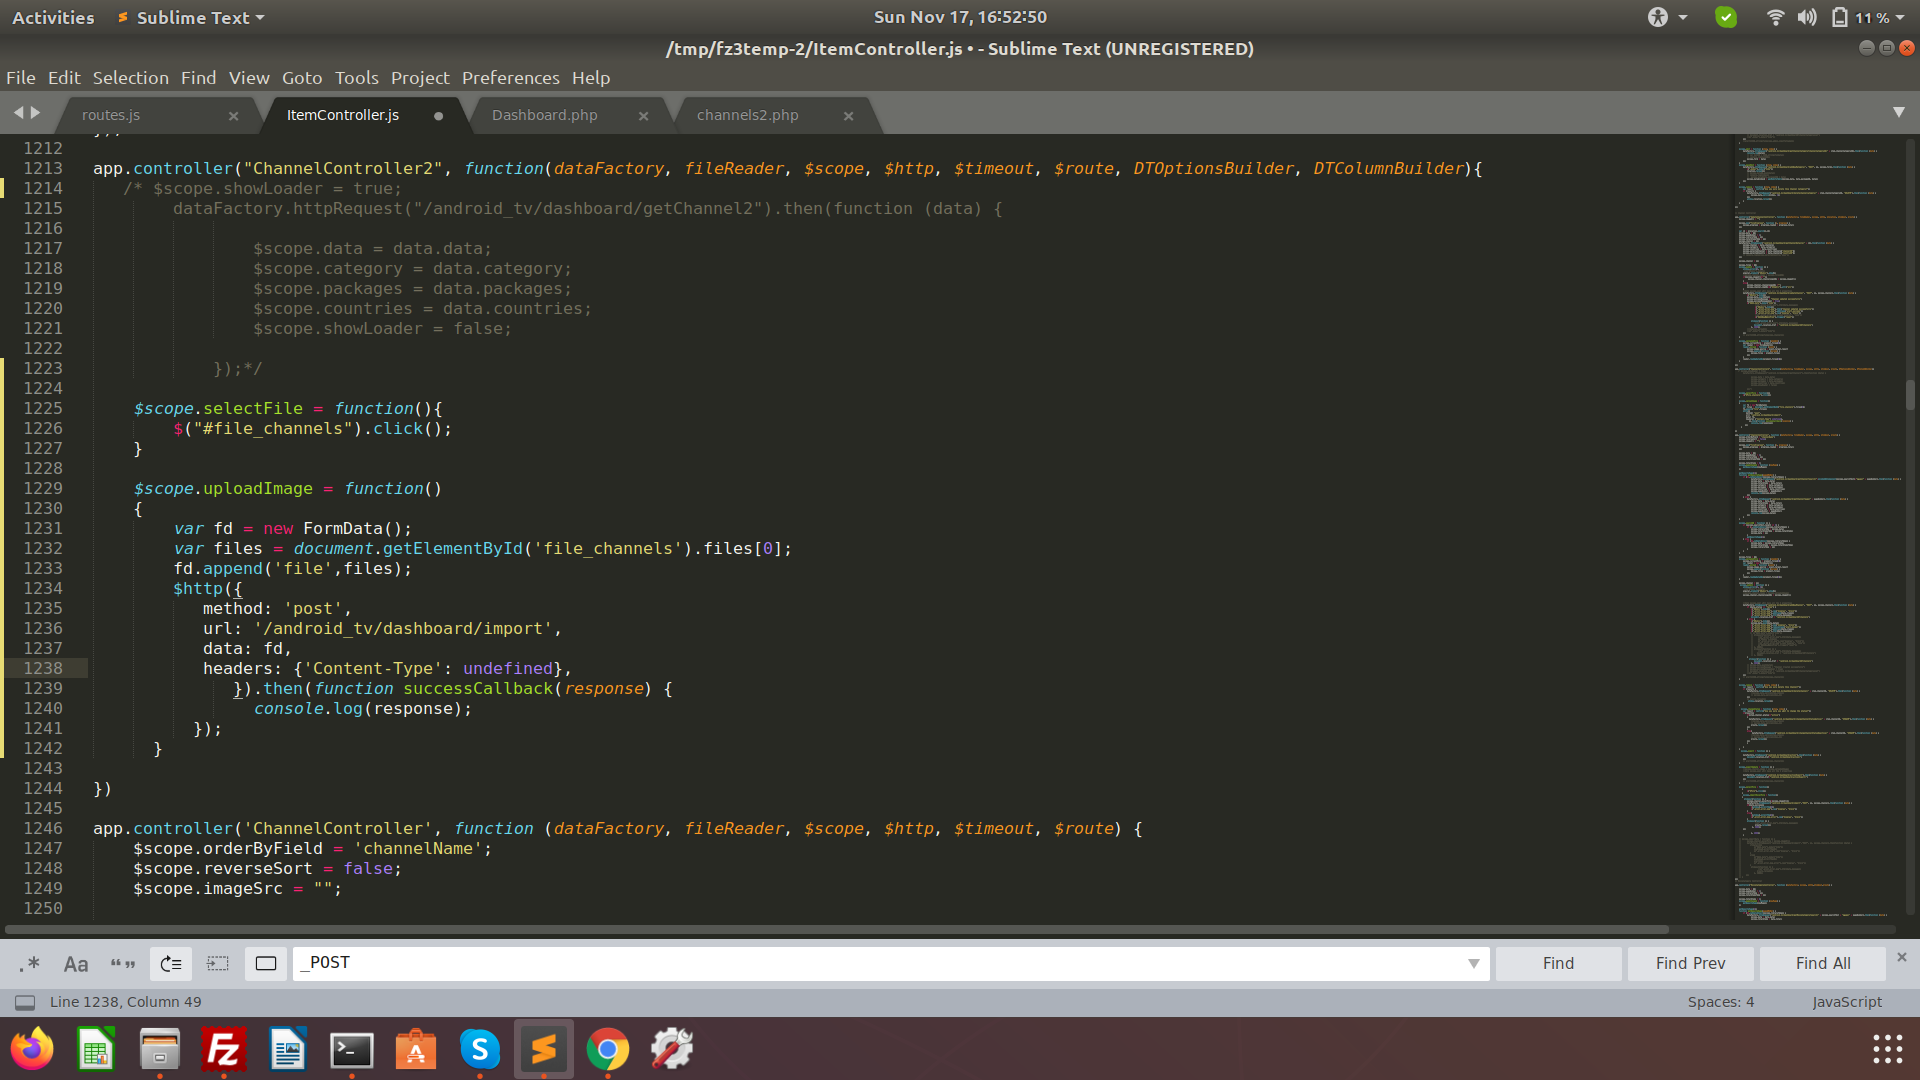 Activities
Sublime Text
Sun Nov 17, 16:52:50
11 %
/tmp/fz3temp-2/ItemController.js • - Sublime Text (UNREGISTERED)
File Edit Selection Find View Goto Tools Project Preferences Help
routes.js
ItemController.js
Dashboard.php
channels2.php
1212
1213 app.controller("ChannelController2", function(dataFactory, fileReader, $scope, $http, $timeout, $route, DTOptionsBuilder, DTColumnBuilder){
1214 /* $scope.showLoader = true;
1215 dataFactory.httpRequest("/android_tv/dashboard/getChannel2").then(function (data) {
1216
1217 $scope.data = data.data;
1218 $scope.category = data.category;
1219 $scope.packages = data.packages;
1220 $scope.countries = data.countries;
1221 $scope.showLoader = false;
1222
1223 });*/
1224
1225 $scope.selectFile = function(){
1226 $("#file_channels").click();
1227 }
1228
1229 $scope.uploadImage = function()
1230 {
1231 var fd = new FormData();
1232 var files = document.getElementById('file_channels').files[0];
1233 fd.append('file',files);
1234 $http({
1235 method: 'post',
1236 url: '/android_tv/dashboard/import',
1237 data: fd,
1238 headers: {'Content-Type': undefined},
1239 }).then(function successCallback(response) {
1240 console.log(response);
1241 });
1242 }
1243
1244 })
1245
1246 app.controller('ChannelController', function (dataFactory, fileReader, $scope, $http, $timeout, $route) {
1247 $scope.orderByField = 'channelName';
1248 $scope.reverseSort = false;
1249 $scope.imageSrc = "";
1250
.* Aa “” _POST Find Find Prev Find All
Line 1238, Column 49
Spaces: 4
JavaScript